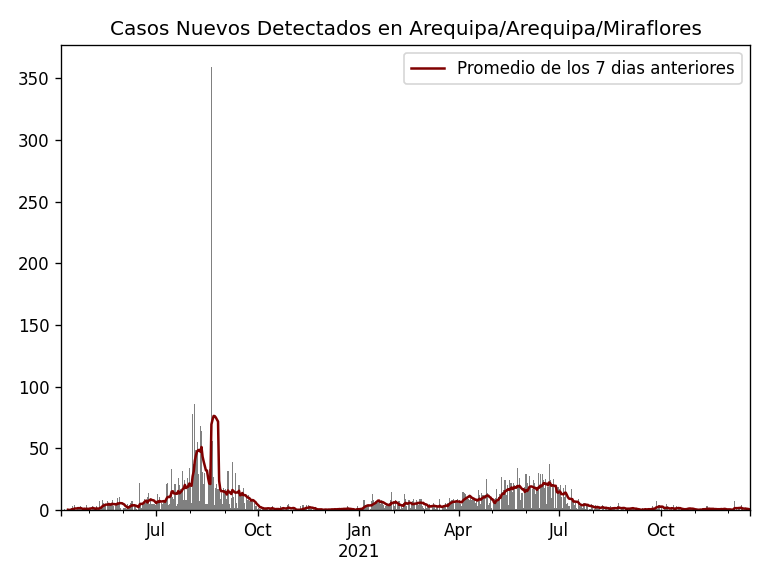 Casos Nuevos Detectados en Arequipa/Arequipa/Miraflores
Promedio de los 7 dias anteriores
350
300
250
200
150
100
50
0
Jul
Oct
Jan
2021
Apr
Jul
Oct